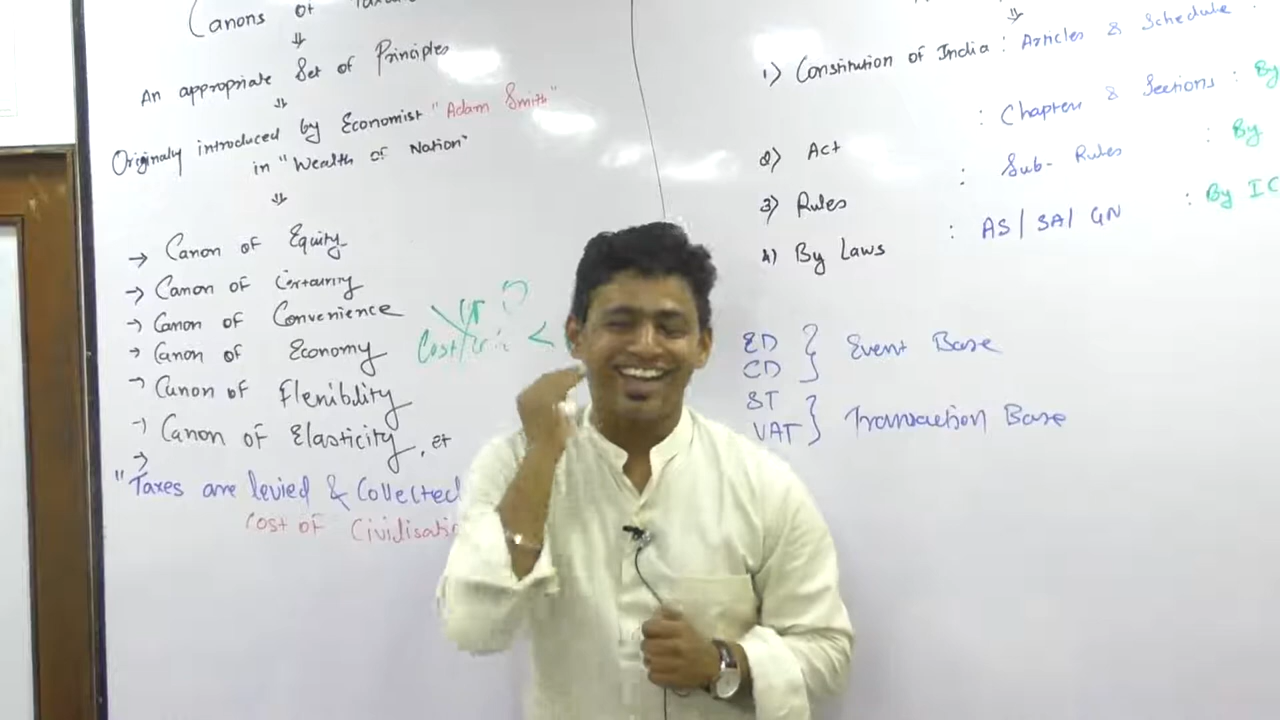 Canons of
⇓
An appropriate Set of Principles
⇓
Originaly introduced by Economist "Adam Smith"
in "Wealth of Nation"
⇓
→ Canon of Equity
→ Canon of Certainity
→ Canon of Convenience
→ Canon of Economy
→ Canon of Flexibility
→ Canon of Elasticity, et
→
"Taxes are levied & Collected
Cost of Civilisati
Cost <
⇓
1) Constitution of India : Articles & Schedule :
2) Act : Chapters & Sections : By
3) Rules : Sub-Rules : By
4) By Laws : AS / SA / GN : By IC
ED } Event Base
CD
ST } Transaction Base
VAT